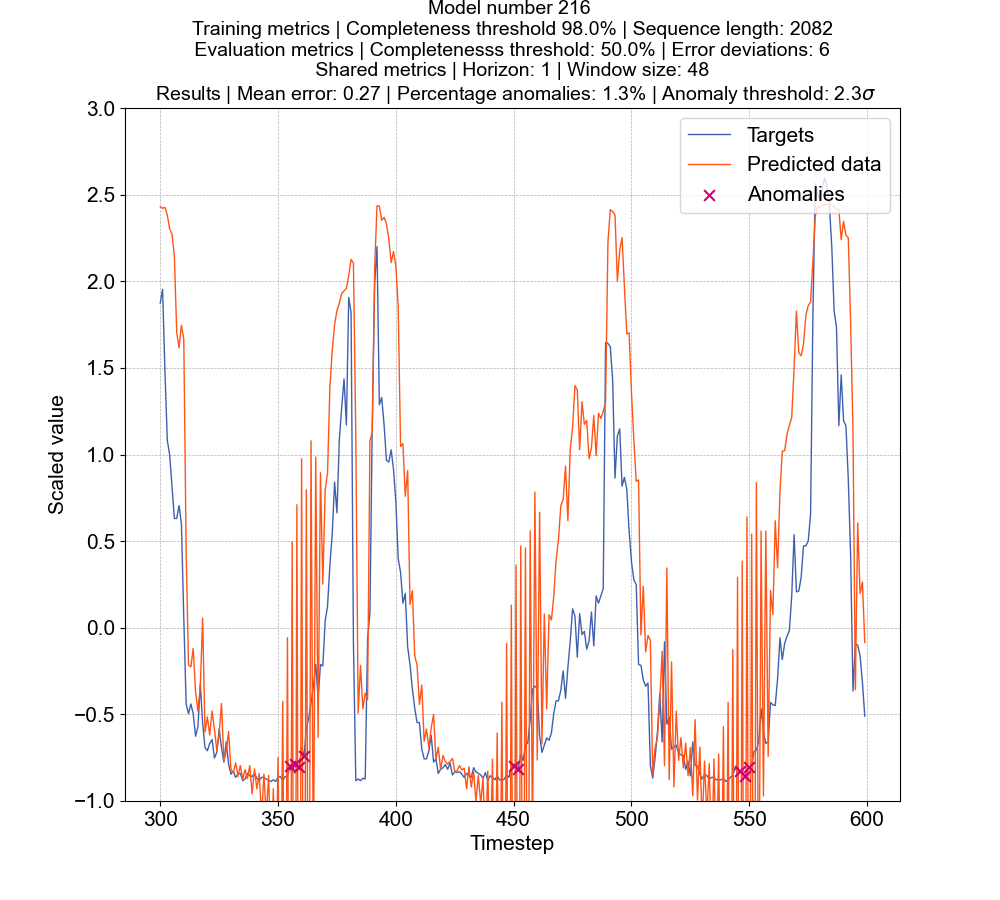 Model number 216
Training metrics | Completeness threshold 98.0% | Sequence length: 2082
Evaluation metrics | Completenesss threshold: 50.0% | Error deviations: 6
Shared metrics | Horizon: 1 | Window size: 48
Results | Mean error: 0.27 | Percentage anomalies: 1.3% | Anomaly threshold: 2.3σ
Targets
Predicted data
Anomalies
3.0
2.5
2.0
1.5
1.0
0.5
0.0
−0.5
−1.0
Scaled value
300
350
400
450
500
550
600
Timestep